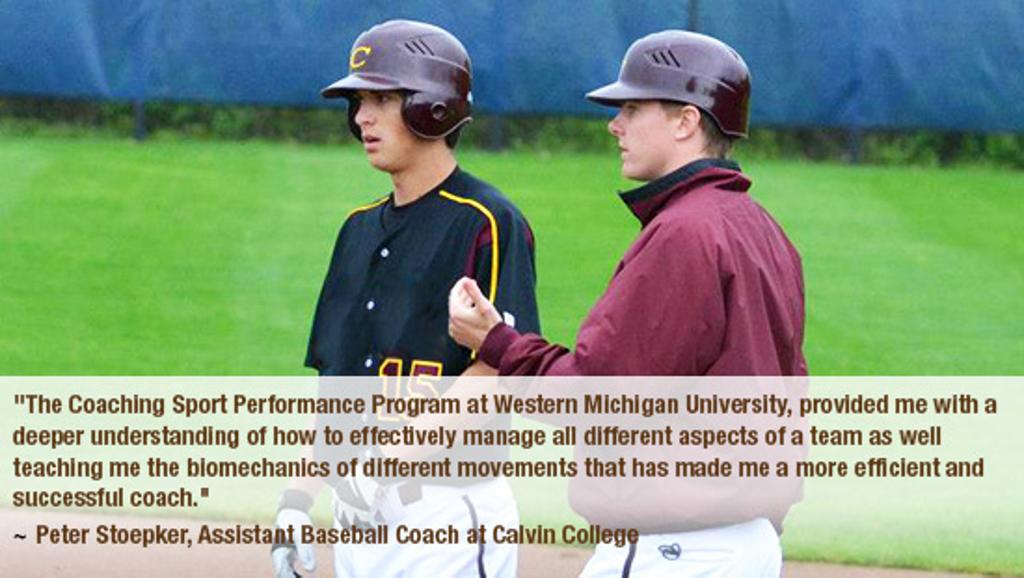 C
15
"The Coaching Sport Performance Program at Western Michigan University, provided me with a
deeper understanding of how to effectively manage all different aspects of a team as well
teaching me the biomechanics of different movements that has made me a more efficient and
successful coach."
~ Peter Stoepker, Assistant Baseball Coach at Calvin College